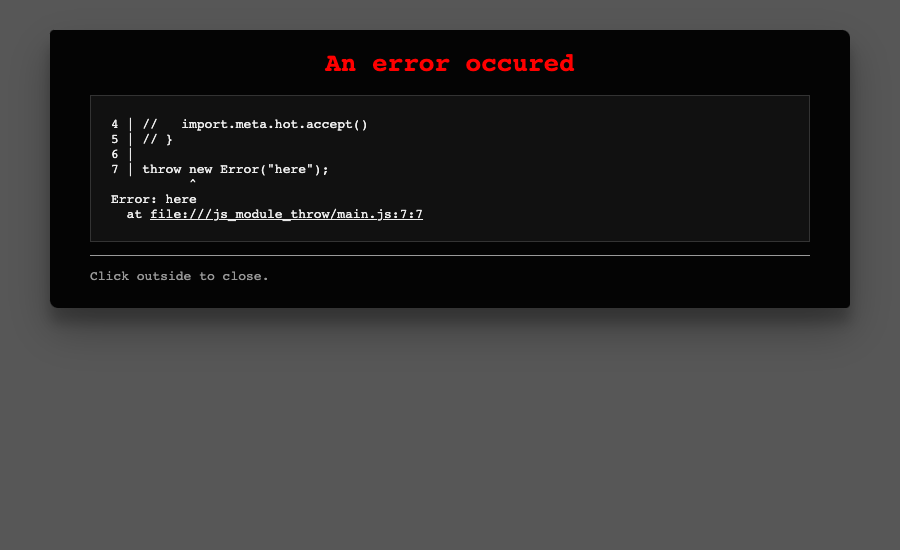 An error occured
4 | //   import.meta.hot.accept()
5 | // }
6 |
7 | throw new Error("here");
          ^
Error: here
  at file:///js_module_throw/main.js:7:7
Click outside to close.